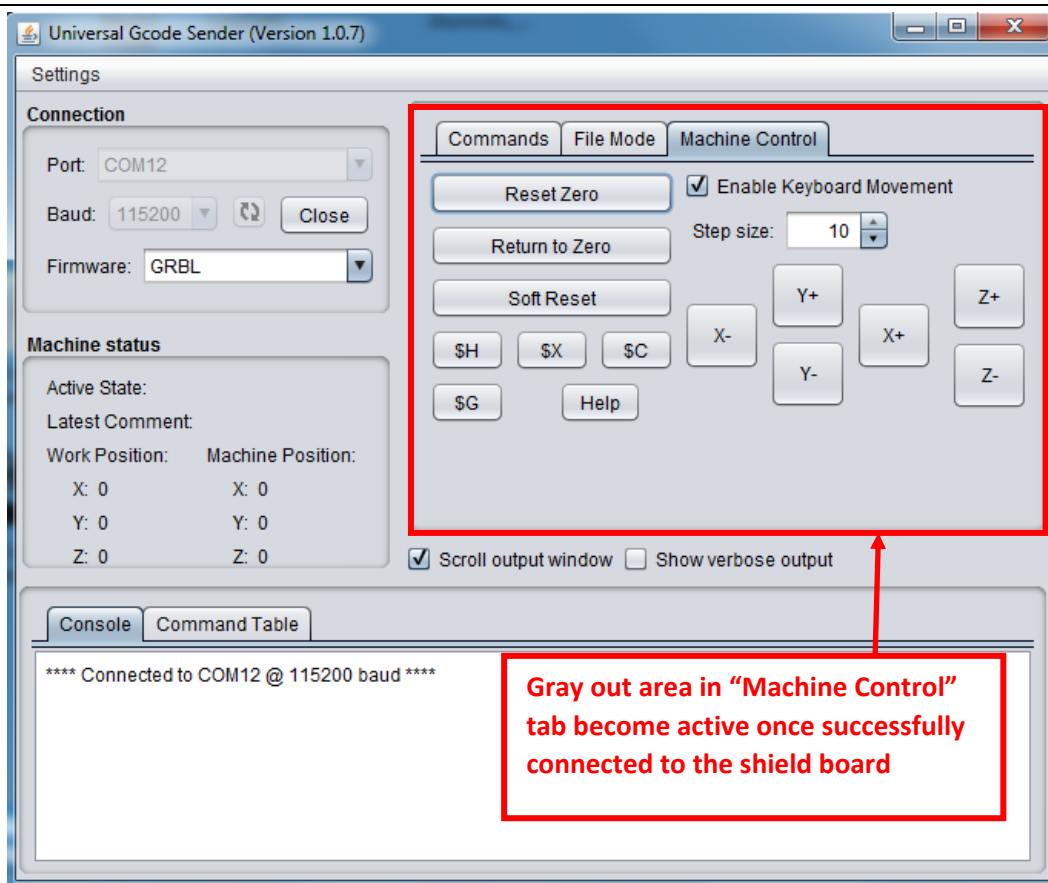 Universal Gcode Sender (Version 1.0.7)
Settings
Connection
Port: COM12
Baud: 115200 Close
Firmware: GRBL
Machine status
Active State:
Latest Comment:
Work Position: Machine Position:
X: 0 X: 0
Y: 0 Y: 0
Z: 0 Z: 0
Commands File Mode Machine Control
Reset Zero
Enable Keyboard Movement
Return to Zero
Step size: 10
Soft Reset
$H $X $C
$G Help
X- Y+ X+ Z+
Y- Z-
Scroll output window Show verbose output
Console Command Table
**** Connected to COM12 @ 115200 baud ****
Gray out area in “Machine Control”
tab become active once successfully
connected to the shield board